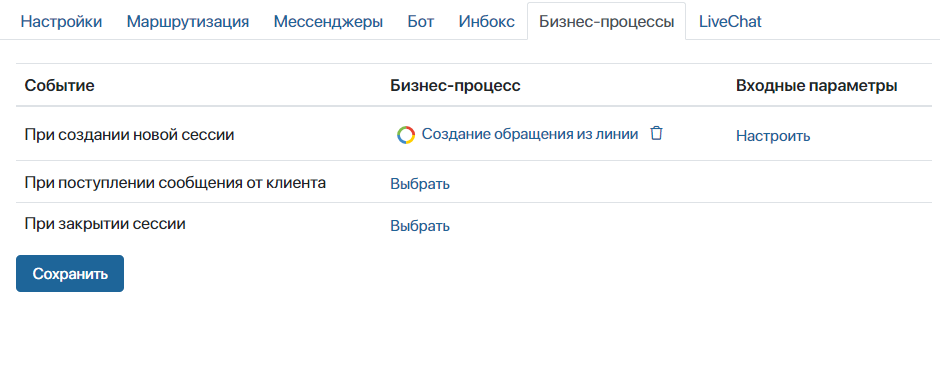 Настройки Маршрутизация Мессенджеры Бот Инбокс Бизнес-процессы LiveChat
Событие Бизнес-процесс Входные параметры
При создании новой сессии Создание обращения из линии Настроить
При поступлении сообщения от клиента Выбрать
При закрытии сессии Выбрать
Сохранить